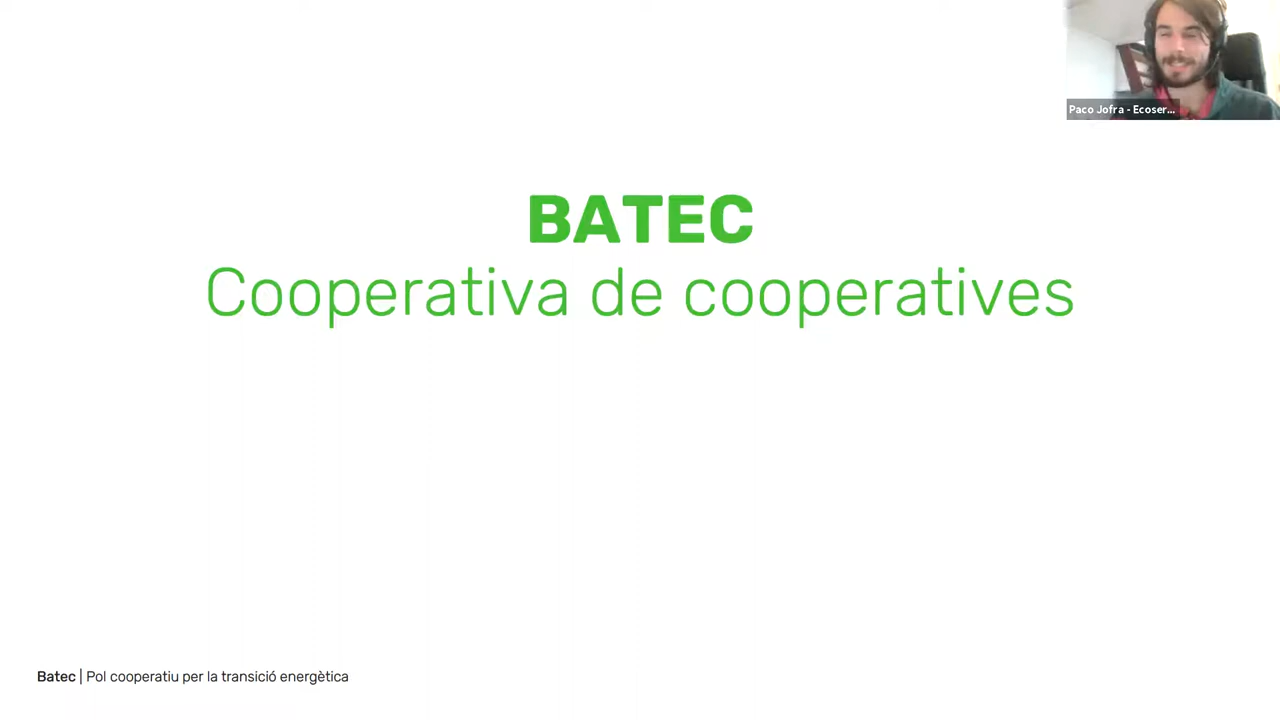 Paco Jofra - Ecoser...
BATEC
Cooperativa de cooperatives
Batec | Pol cooperatiu per la transició energètica